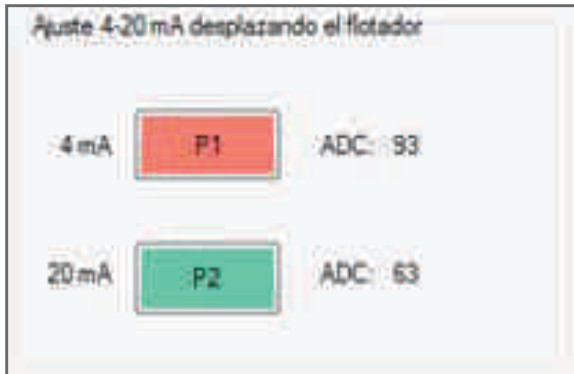 Ajuste 4-20 mA desplazando el flotador
4 mA P1 ADC: 93
20 mA P2 ADC: 63